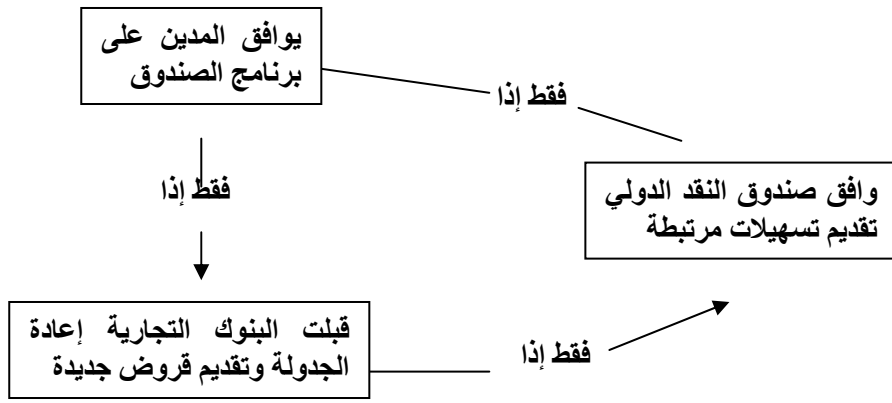 يوافق المدين على
برنامج الصندوق
فقط إذا
فقط إذا
وافق صندوق النقد الدولي
تقديم تسهيلات مرتبطة
قبلت البنوك التجارية إعادة
الجدولة وتقديم قروض جديدة
فقط إذا